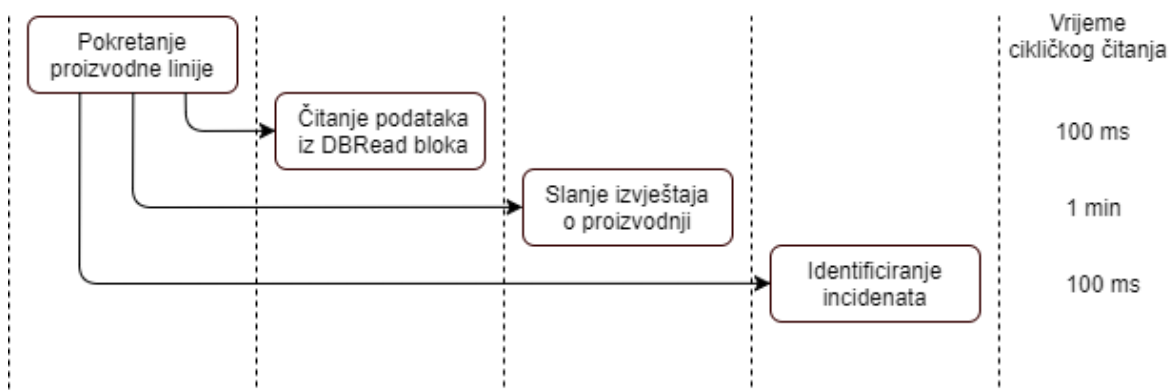 Pokretanje
proizvodne linije
Vrijeme
cikličkog čitanja
Čitanje podataka
iz DBRead bloka
100 ms
Slanje izvještaja
o proizvodnji
1 min
Identificiranje
incidenata
100 ms